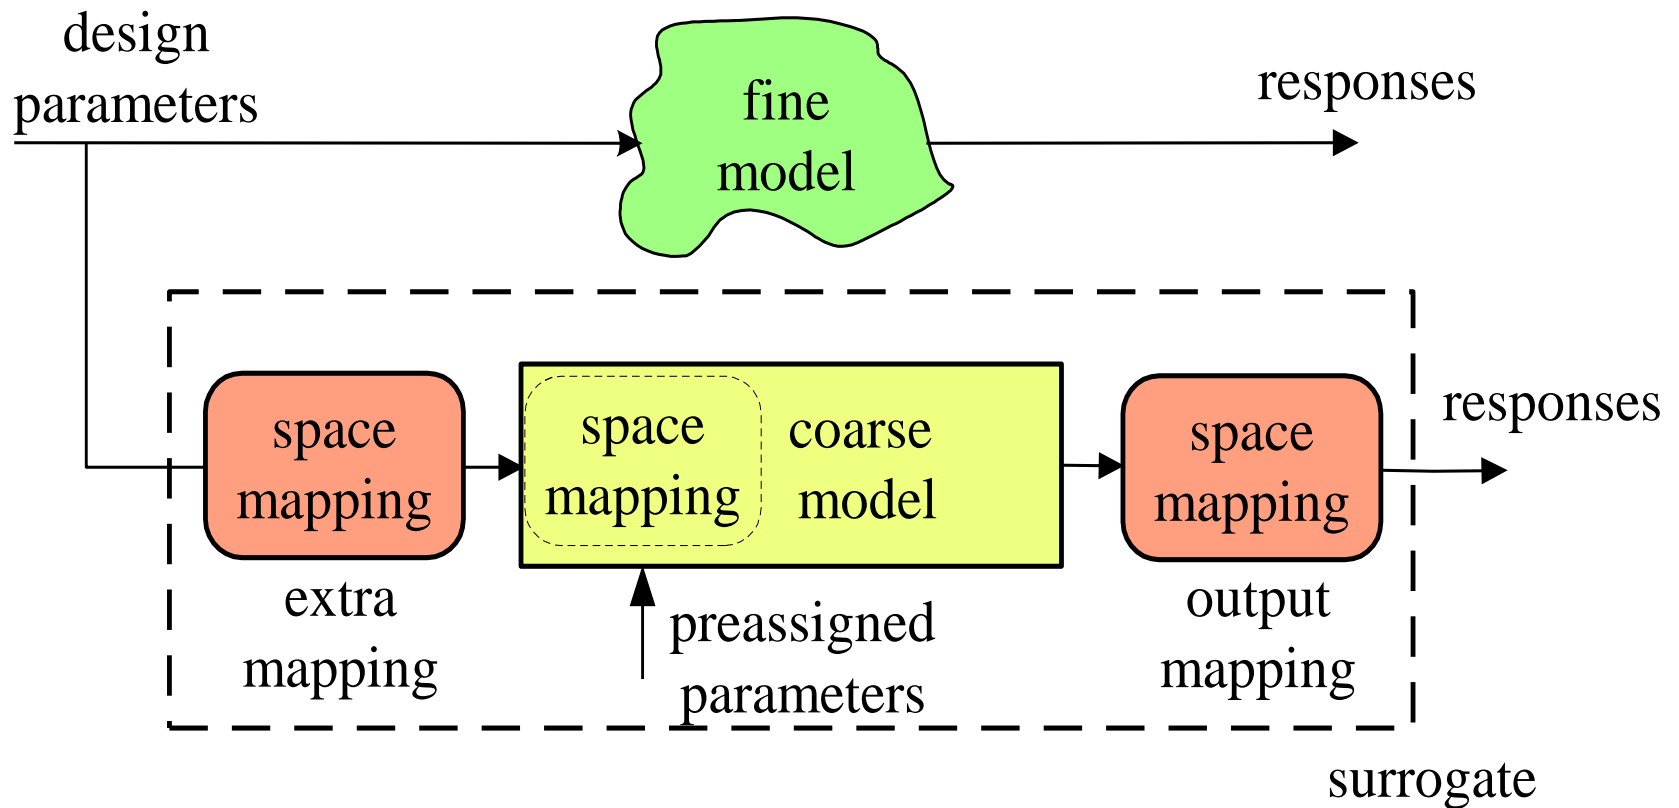 design
parameters
fine
model
responses
space
mapping
extra
mapping
space
mapping
coarse
model
preassigned
parameters
space
mapping
output
mapping
responses
surrogate